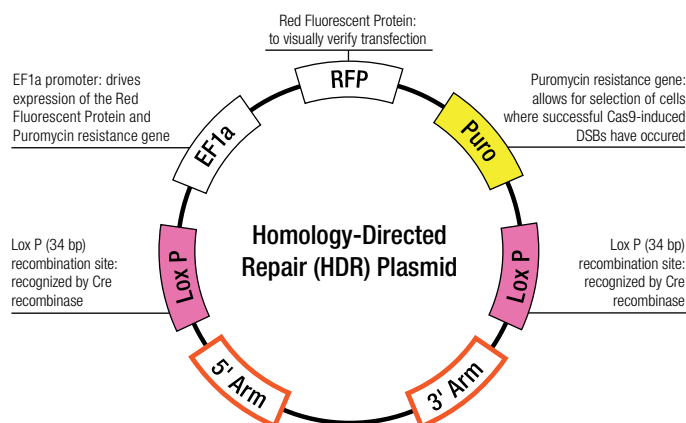 Red Fluorescent Protein:
to visually verify transfection
RFP
EF1a promoter: drives
expression of the Red
Fluorescent Protein and
Puromycin resistance gene
EF1a
Puromycin resistance gene:
allows for selection of cells
where successful Cas9-induced
DSBs have occured
Puro
Homology-Directed
Repair (HDR) Plasmid
Lox P (34 bp)
recombination site:
recognized by Cre
recombinase
Lox P
Lox P
Lox P (34 bp)
recombination site:
recognized by Cre
recombinase
5' Arm
3' Arm